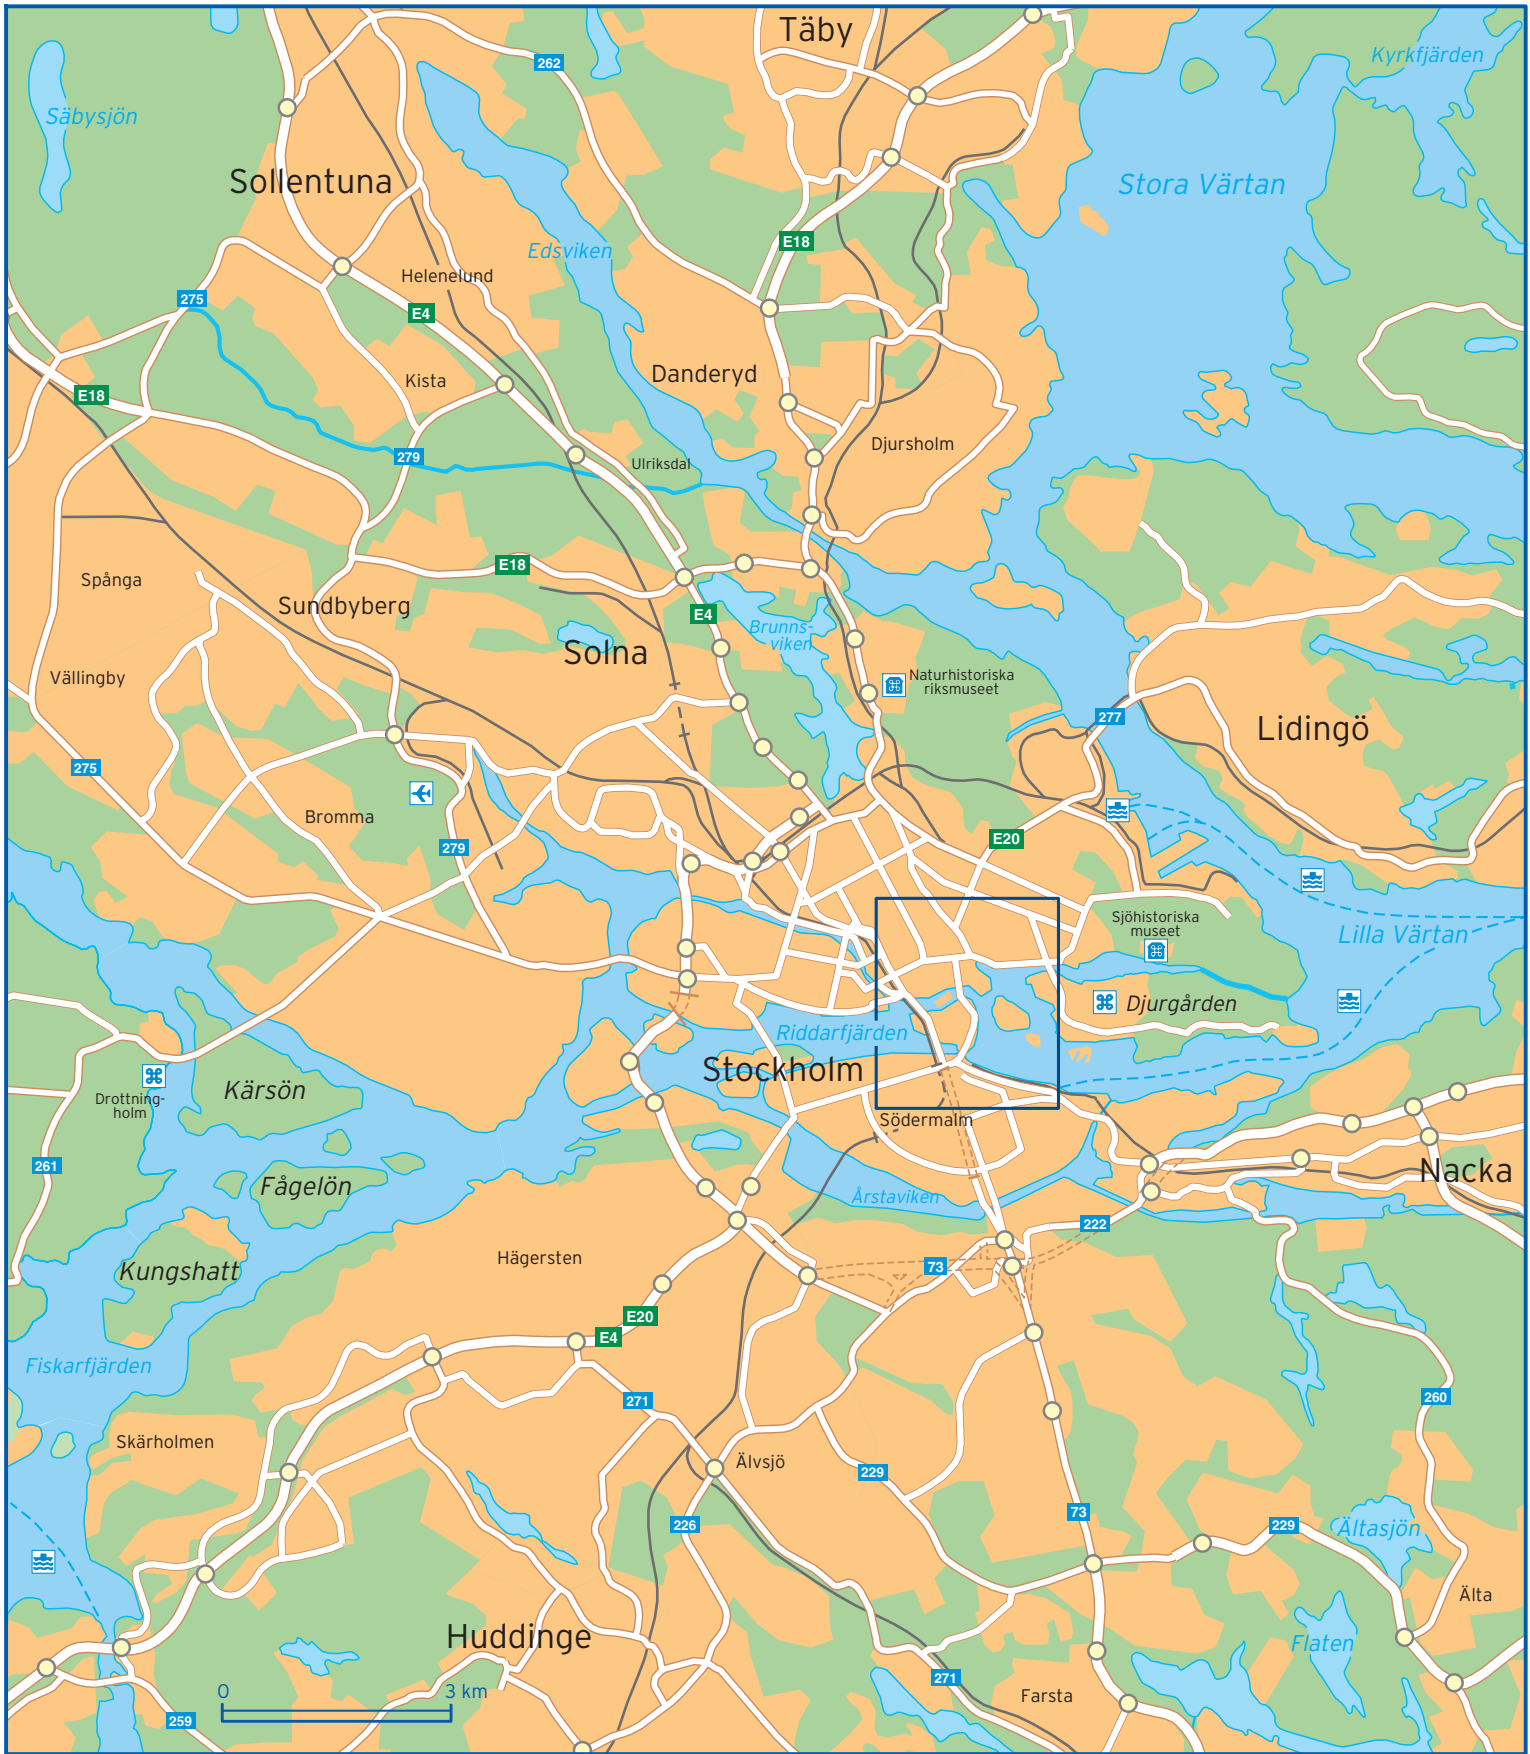 Täby
Kyrkfjärden
262
Säbysjön
Sollentuna
Stora Värtan
E18
Edsviken
Helenelund
275
E4
Danderyd
Kista
E18
Djursholm
279
Ulriksdal
E18
Spånga
Sundbyberg
E4
Brunns-
viken
Solna
Naturhistoriska
riksmuseet
Vällingby
277
Lidingö
275
Bromma
E20
279
Sjöhistoriska
museet
Lilla Värtan
Djurgården
Riddarfjärden
Stockholm
Kärsön
Drottning-
holm
Södermalm
261
Nacka
Fågelön
Årstaviken
222
Hägersten
73
Kungshatt
E20
E4
Fiskarfjärden
271
260
Skärholmen
Älvsjö
229
73
226
229
Ältasjön
Älta
Huddinge
Flaten
271
0
3 km
Farsta
259